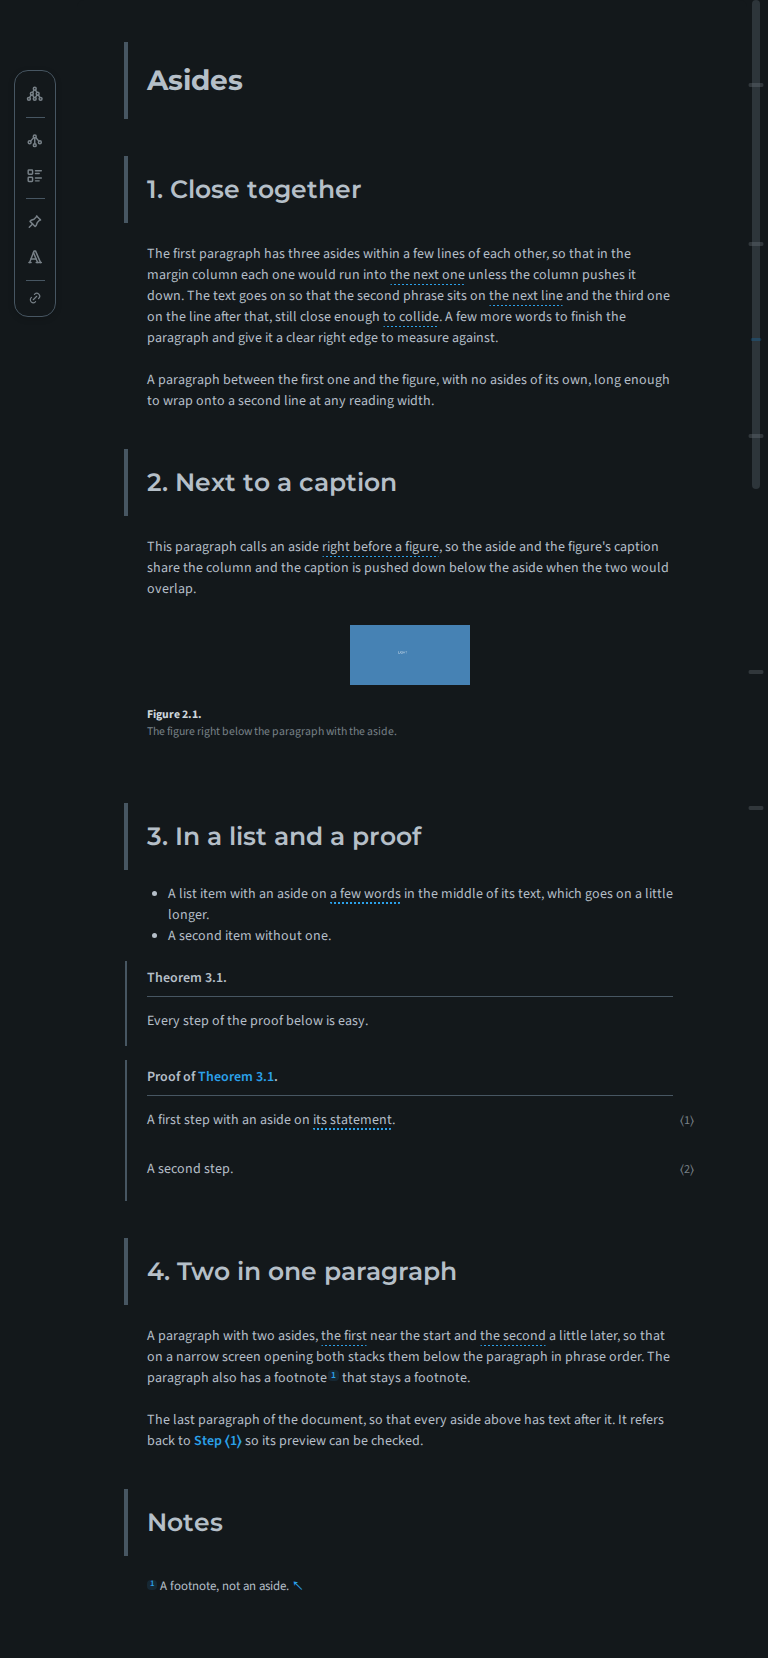 Asides
1. Close together
The first paragraph has three asides within a few lines of each other, so that in the
margin column each one would run into the next one unless the column pushes it
down. The text goes on so that the second phrase sits on the next line and the third one
on the line after that, still close enough to collide. A few more words to finish the
paragraph and give it a clear right edge to measure against.
A paragraph between the first one and the figure, with no asides of its own, long enough
to wrap onto a second line at any reading width.
2. Next to a caption
This paragraph calls an aside right before a figure, so the aside and the figure's caption
share the column and the caption is pushed down below the aside when the two would
overlap.
Figure 2.1.
The figure right below the paragraph with the aside.
3. In a list and a proof
• A list item with an aside on a few words in the middle of its text, which goes on a little
longer.
• A second item without one.
Theorem 3.1.
Every step of the proof below is easy.
Proof of Theorem 3.1.
A first step with an aside on its statement. ⟨1⟩
A second step. ⟨2⟩
4. Two in one paragraph
A paragraph with two asides, the first near the start and the second a little later, so that
on a narrow screen opening both stacks them below the paragraph in phrase order. The
paragraph also has a footnote 1 that stays a footnote.
The last paragraph of the document, so that every aside above has text after it. It refers
back to Step ⟨1⟩ so its preview can be checked.
Notes
1 A footnote, not an aside. ↖